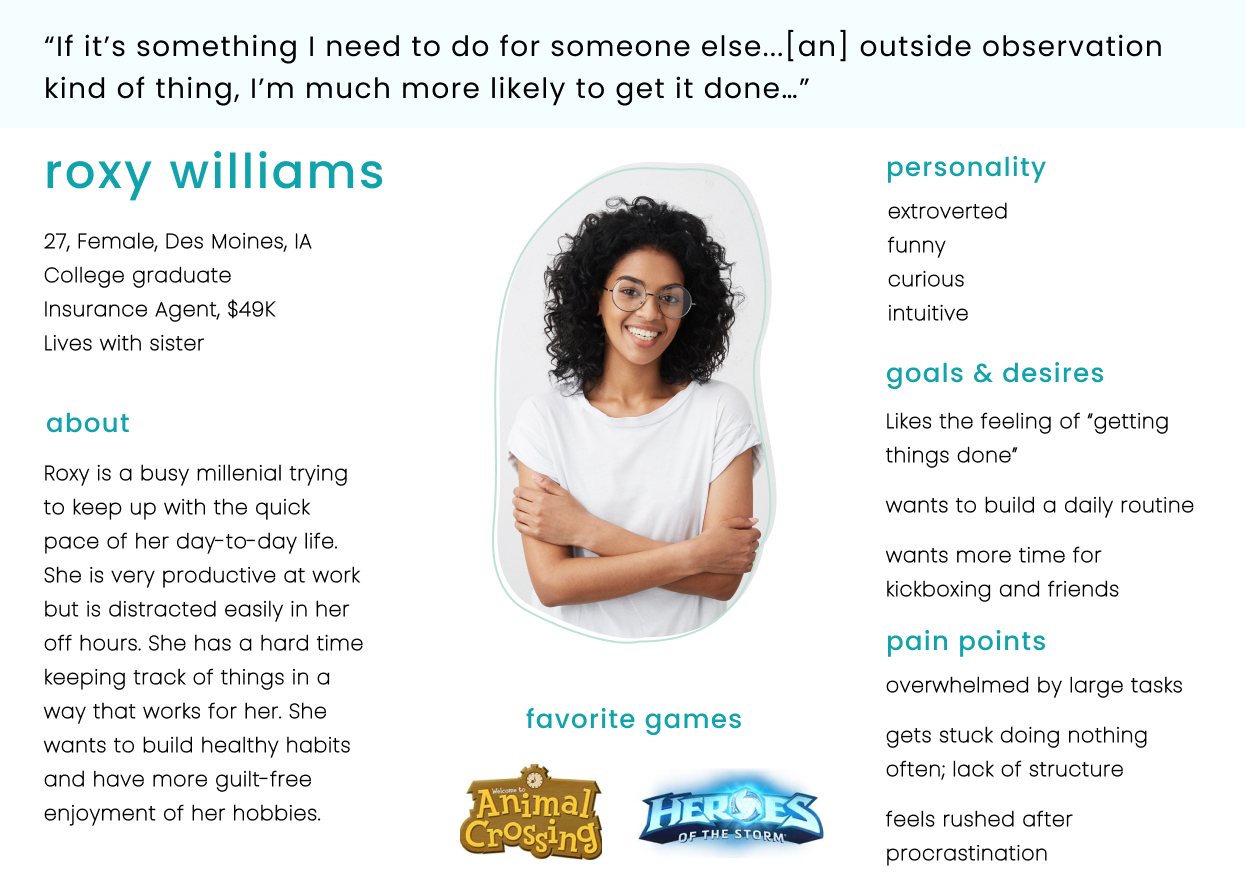 “If it’s something I need to do for someone else...[an] outside observation
kind of thing, I’m much more likely to get it done…”
roxy williams
27, Female, Des Moines, IA
College graduate
Insurance Agent, $49K
Lives with sister
about
Roxy is a busy millenial trying
to keep up with the quick
pace of her day-to-day life.
She is very productive at work
but is distracted easily in her
off hours. She has a hard time
keeping track of things in a
way that works for her. She
wants to build healthy habits
and have more guilt-free
enjoyment of her hobbies.
favorite games
Welcome to
Animal
Crossing
HEROES
OF THE STORM
personality
extroverted
funny
curious
intuitive
goals & desires
Likes the feeling of “getting
things done”
wants to build a daily routine
wants more time for
kickboxing and friends
pain points
overwhelmed by large tasks
gets stuck doing nothing
often; lack of structure
feels rushed after
procrastination